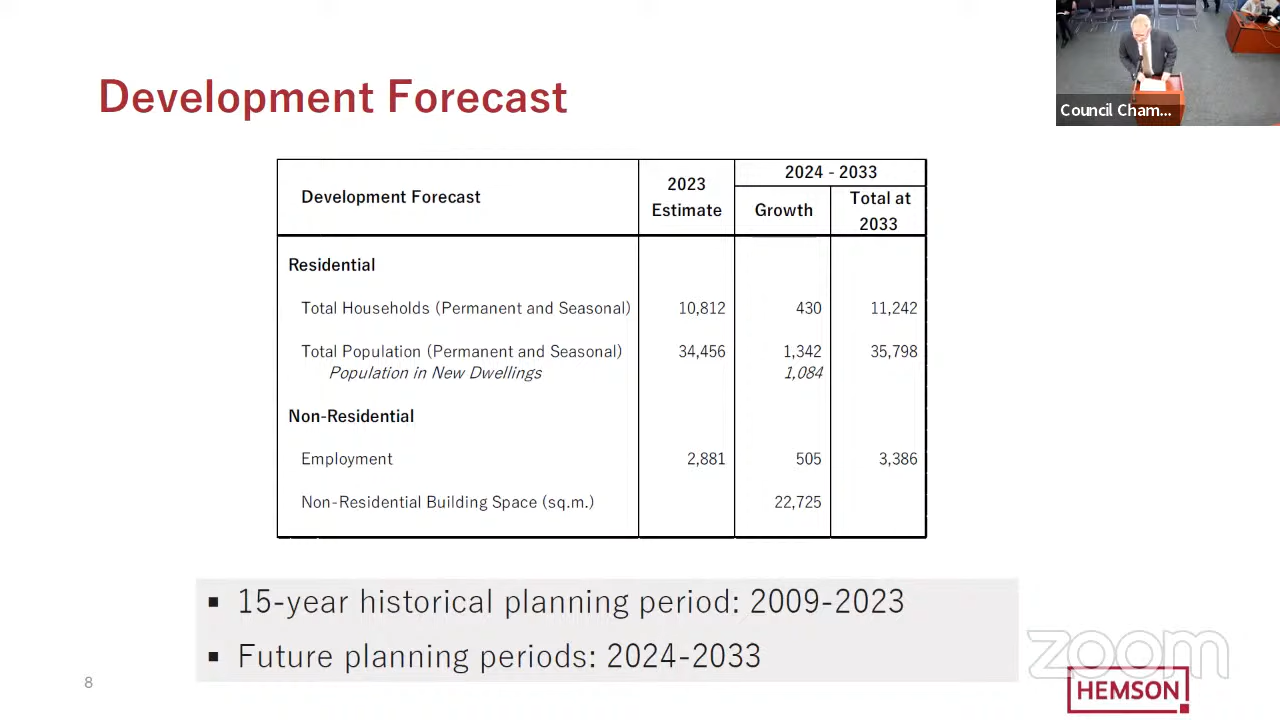 Development Forecast
Council Cham...
Development Forecast
2023 Estimate
2024 - 2033
Growth
Total at 2033
Residential
Total Households (Permanent and Seasonal) 10,812 430 11,242
Total Population (Permanent and Seasonal) 34,456 1,342 35,798
Population in New Dwellings 1,084
Non-Residential
Employment 2,881 505 3,386
Non-Residential Building Space (sq.m.) 22,725
▪ 15-year historical planning period: 2009-2023
▪ Future planning periods: 2024-2033
8
zoom
HEMSON